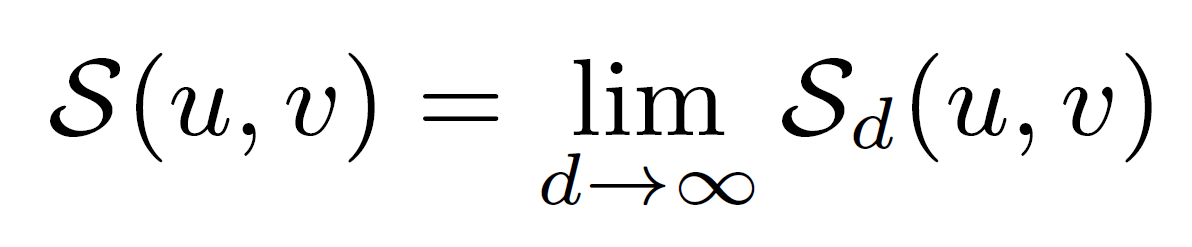 𝒮(u, v) = lim_{d→∞} 𝒮_d(u, v)